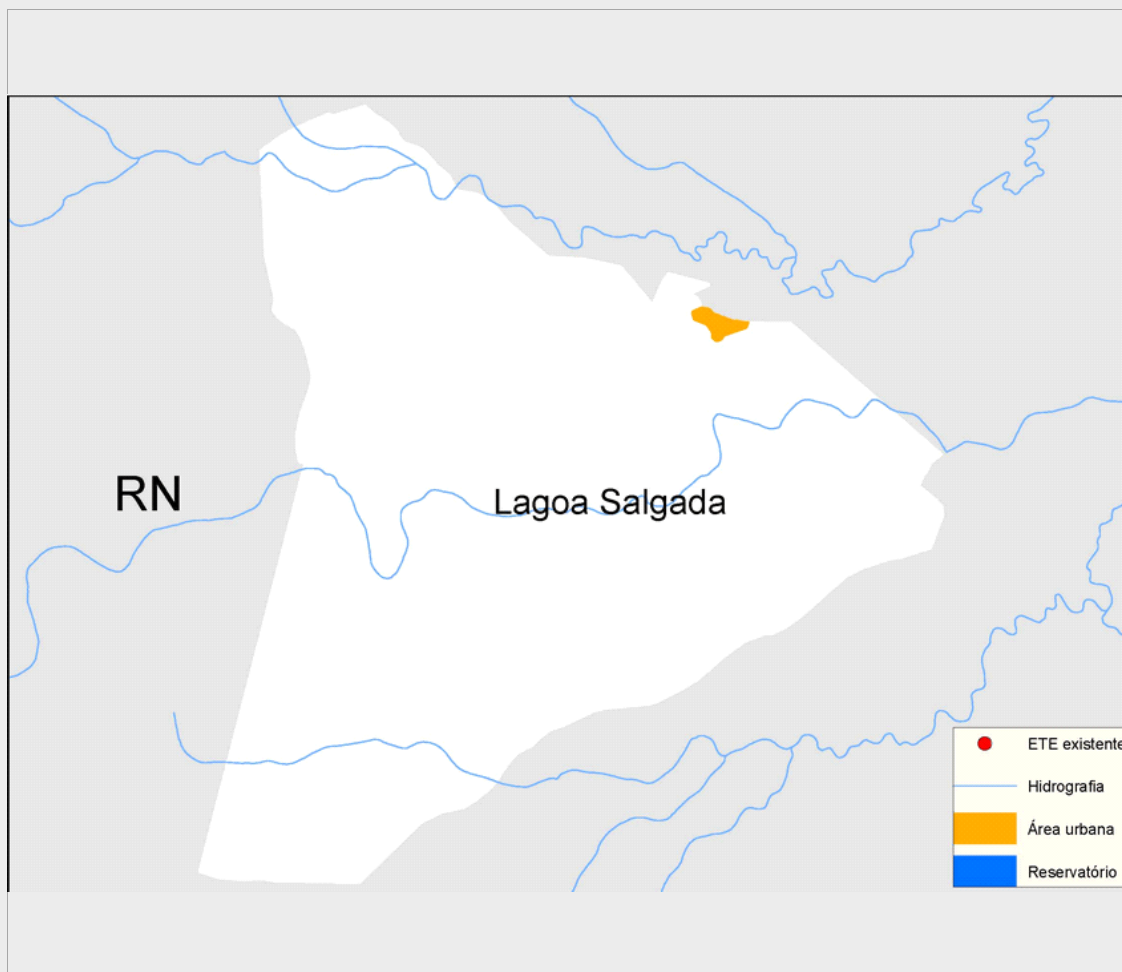 RN
Lagoa Salgada
ETE existente
Hidrografia
Área urbana
Reservatório